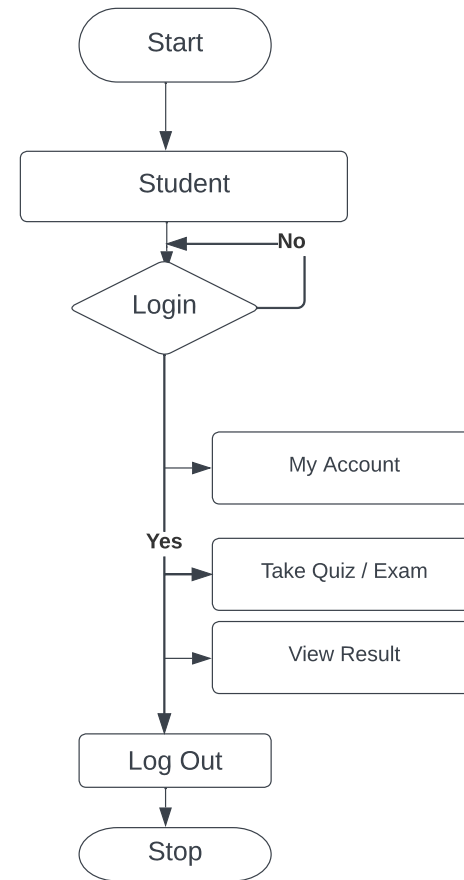 Start
Student
No
Login
My Account
Yes
Take Quiz / Exam
View Result
Log Out
Stop